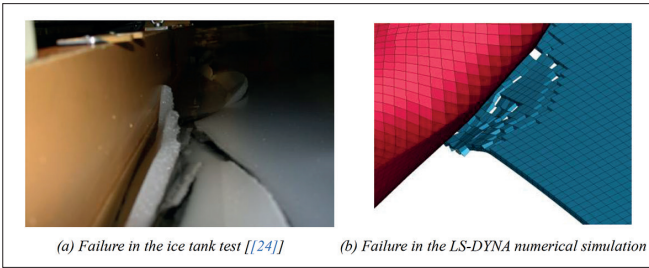 (a) Failure in the ice tank test [[24]]
(b) Failure in the LS-DYNA numerical simulation